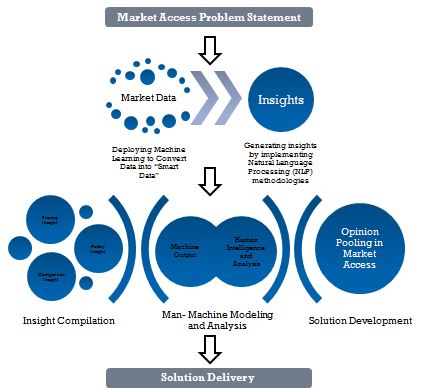 Market Access Problem Statement
Market Data
Insights
Deploying Machine
Learning to Convert
Data into "Smart
Data"
Generating insights
by implementing
Natural Language
Processing (NLP)
methodologies
Pricing
Insight
Policy
Insight
Competitor
Insight
Machine
Output
Human
Intelligence
and
Analysis
Opinion
Pooling in
Market
Access
Insight Compilation
Man- Machine Modeling
and Analysis
Solution Development
Solution Delivery